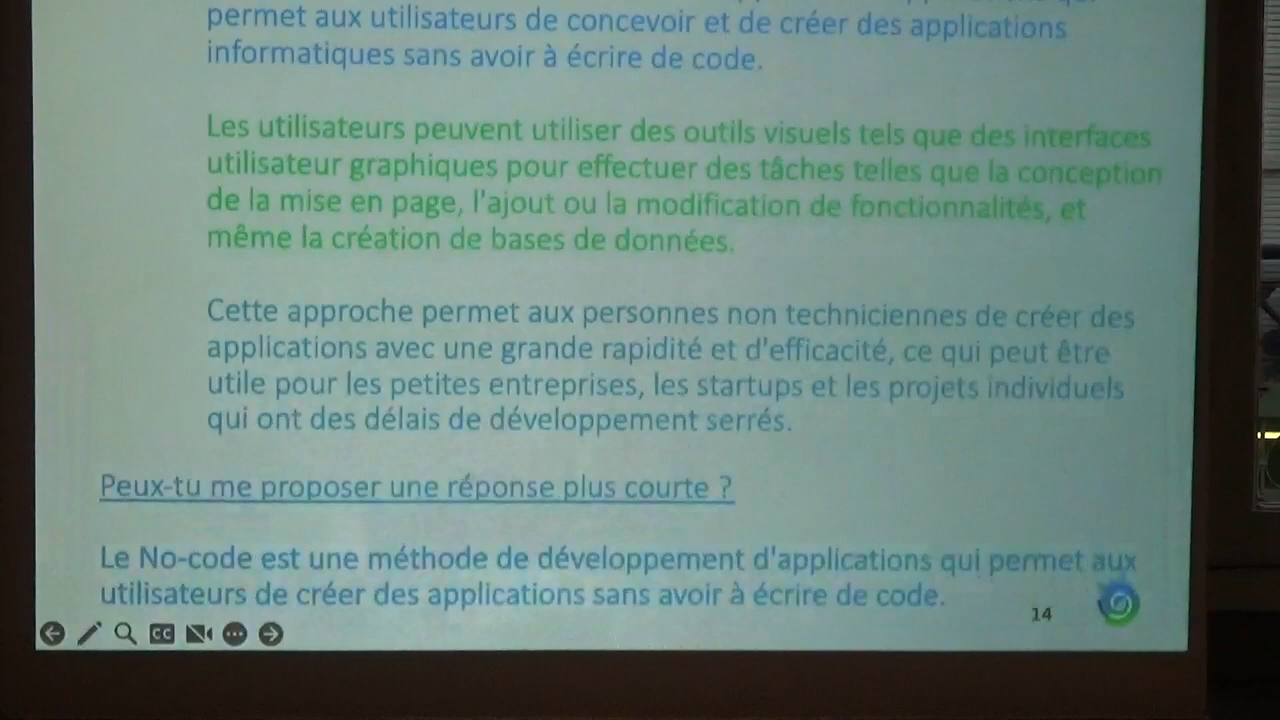 permet aux utilisateurs de concevoir et de créer des applications
informatiques sans avoir à écrire de code.
Les utilisateurs peuvent utiliser des outils visuels tels que des interfaces
utilisateur graphiques pour effectuer des tâches telles que la conception
de la mise en page, l'ajout ou la modification de fonctionnalités, et
même la création de bases de données.
Cette approche permet aux personnes non techniciennes de créer des
applications avec une grande rapidité et d'efficacité, ce qui peut être
utile pour les petites entreprises, les startups et les projets individuels
qui ont des délais de développement serrés.
Peux-tu me proposer une réponse plus courte ?
Le No-code est une méthode de développement d'applications qui permet aux
utilisateurs de créer des applications sans avoir à écrire de code.
14
CC